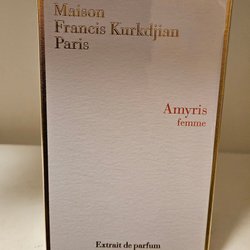 Maison
Francis Kurkdjian
Paris
Amyris
femme
Extrait de parfum